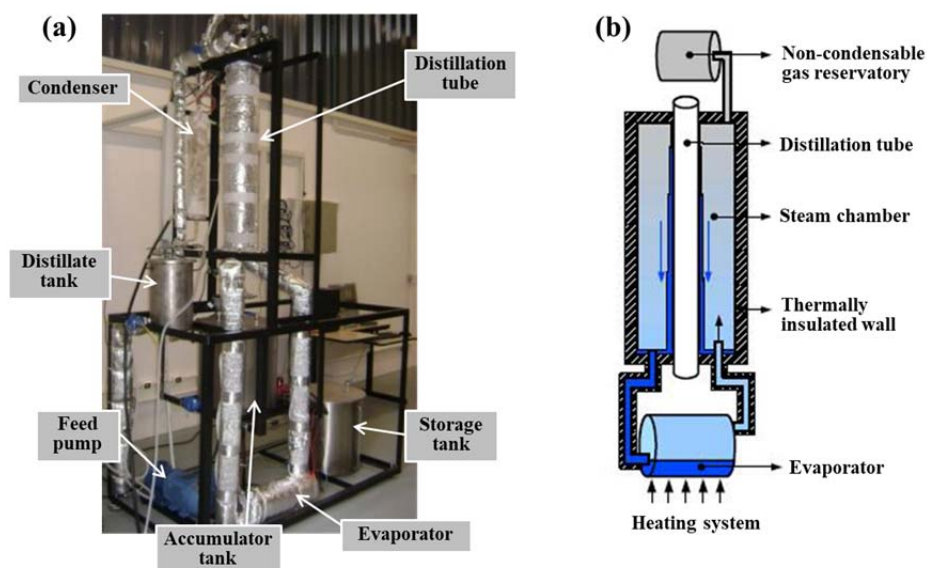 (a)
Condenser
Distillation
tube
Distillate
tank
Feed
pump
Accumulator
tank
Evaporator
Storage
tank
(b)
Non-condensable
gas reservatory
Distillation tube
Steam chamber
Thermally
insulated wall
Evaporator
Heating system